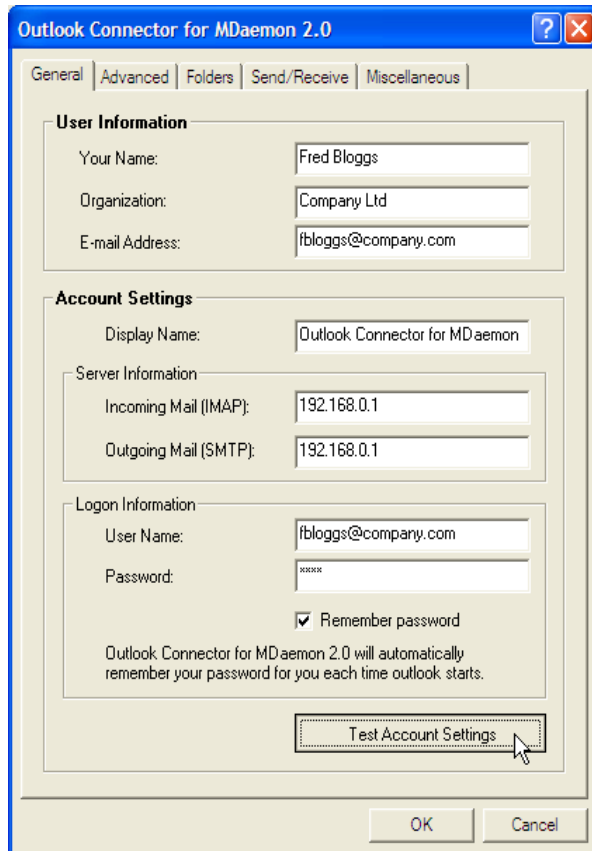 Outlook Connector for MDaemon 2.0
General Advanced Folders Send/Receive Miscellaneous
User Information
Your Name: Fred Bloggs
Organization: Company Ltd
E-mail Address: fbloggs@company.com
Account Settings
Display Name: Outlook Connector for MDaemon
Server Information
Incoming Mail (IMAP): 192.168.0.1
Outgoing Mail (SMTP): 192.168.0.1
Logon Information
User Name: fbloggs@company.com
Password: ××××
Remember password
Outlook Connector for MDaemon 2.0 will automatically
remember your password for you each time outlook starts.
Test Account Settings
OK Cancel